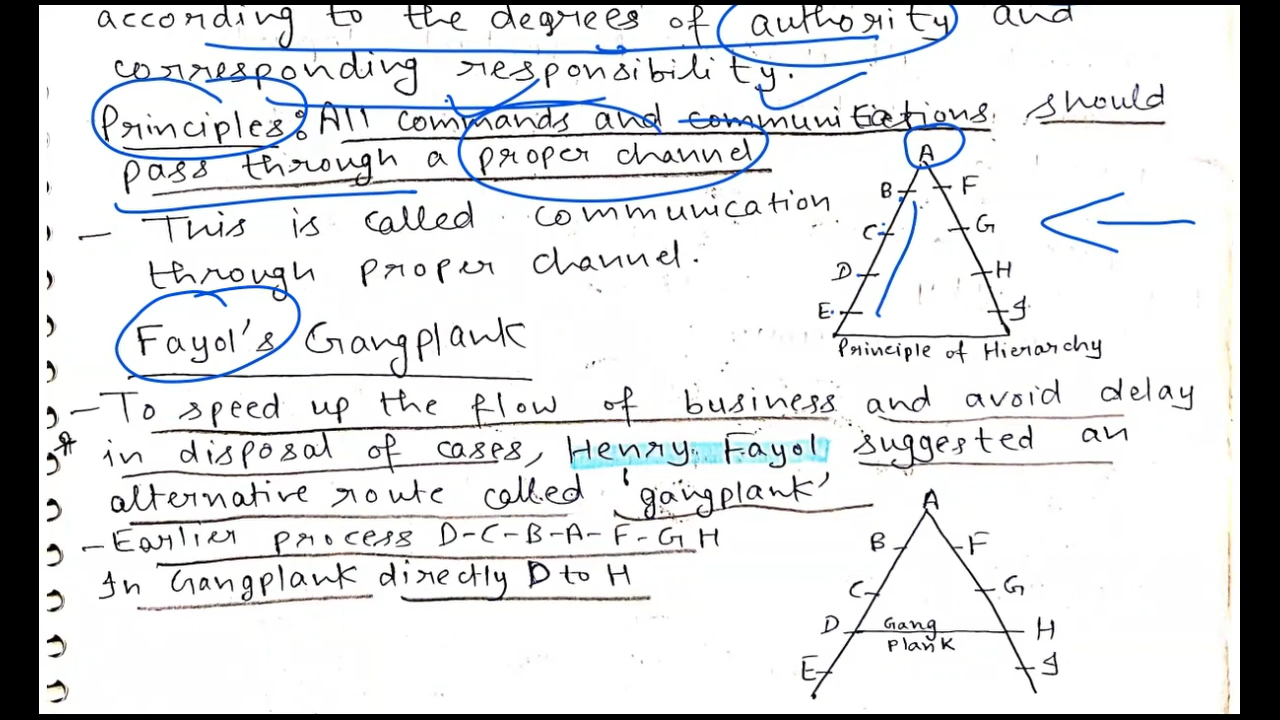 according to the degrees of authority and
corresponding responsibility.
Principles: All commands and communications should
pass through a proper channel
- This is called communication
through proper channel.
A
B F
C G
D H
E I
Principle of Hierarchy
Fayol's Gangplank
- To speed up the flow of business and avoid delay
* in disposal of cases, Henry Fayol suggested an
alternative route called 'gangplank'
- Earlier process D-C-B-A-F-G H
In Gangplank directly D to H
A
B F
C G
D Gang H
Plank
E I